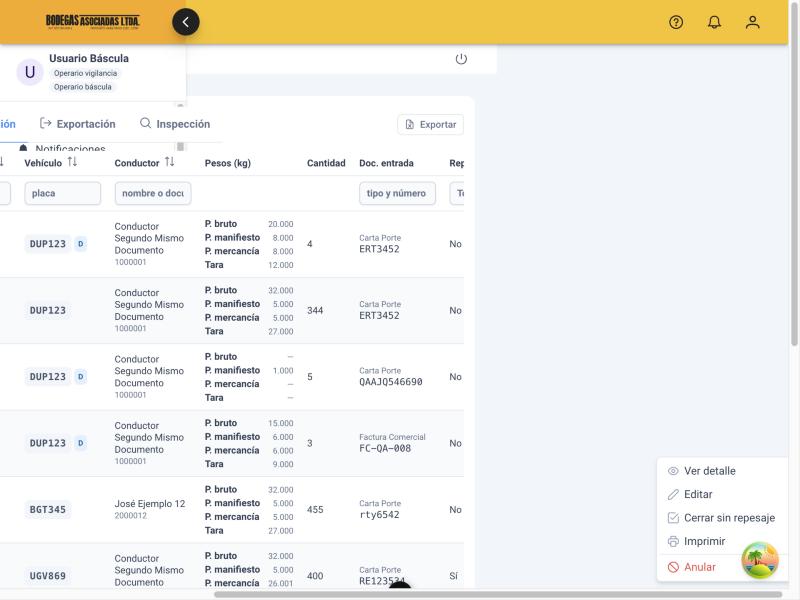 BODEGAS ASOCIADAS LTDA.
U
Usuario Báscula
Operario vigilancia
Operario báscula
ión
Exportación
Inspección
Exportar
Notificaciones
Vehículo
Conductor
Pesos (kg)
Cantidad
Doc. entrada
Rep
placa
nombre o docu
tipo y número
DUP123 D
Conductor
Segundo Mismo
Documento
1000001
P. bruto 20.000
P. manifiesto 8.000
P. mercancía 8.000
Tara 12.000
4
Carta Porte
ERT3452
No
DUP123
Conductor
Segundo Mismo
Documento
1000001
P. bruto 32.000
P. manifiesto 5.000
P. mercancía 5.000
Tara 27.000
344
Carta Porte
ERT3452
No
DUP123 D
Conductor
Segundo Mismo
Documento
1000001
P. bruto —
P. manifiesto 1.000
P. mercancía —
Tara —
5
Carta Porte
QAAJQ546690
No
DUP123 D
Conductor
Segundo Mismo
Documento
1000001
P. bruto 15.000
P. manifiesto 6.000
P. mercancía 6.000
Tara 9.000
3
Factura Comercial
FC-QA-008
No
BGT345
José Ejemplo 12
2000012
P. bruto 32.000
P. manifiesto 5.000
P. mercancía 5.000
Tara 27.000
455
Carta Porte
rty6542
No
UGV869
Conductor
Segundo Mismo
Documento
P. bruto 32.000
P. manifiesto 5.000
P. mercancía 26.001
400
Carta Porte
RE123534
Sí
Ver detalle
Editar
Cerrar sin repesaje
Imprimir
Anular